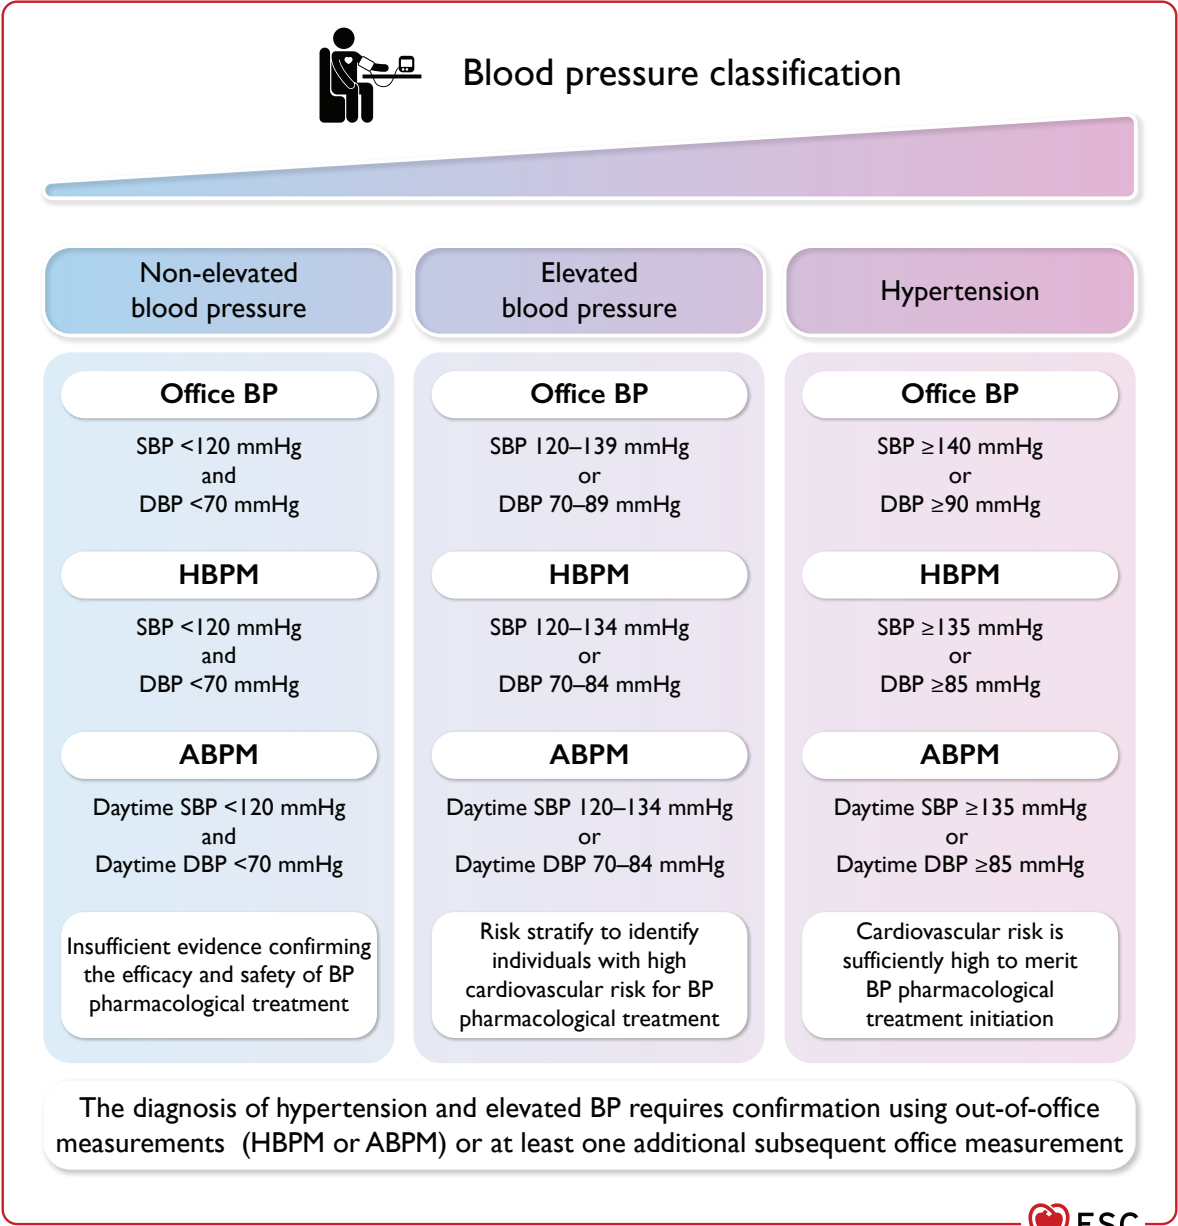 Blood pressure classification
Non-elevated
blood pressure
Elevated
blood pressure
Hypertension
Office BP
SBP <120 mmHg
and
DBP <70 mmHg
HBPM
SBP <120 mmHg
and
DBP <70 mmHg
ABPM
Daytime SBP <120 mmHg
and
Daytime DBP <70 mmHg
Insufficient evidence confirming
the efficacy and safety of BP
pharmacological treatment
Office BP
SBP 120–139 mmHg
or
DBP 70–89 mmHg
HBPM
SBP 120–134 mmHg
or
DBP 70–84 mmHg
ABPM
Daytime SBP 120–134 mmHg
or
Daytime DBP 70–84 mmHg
Risk stratify to identify
individuals with high
cardiovascular risk for BP
pharmacological treatment
Office BP
SBP ≥140 mmHg
or
DBP ≥90 mmHg
HBPM
SBP ≥135 mmHg
or
DBP ≥85 mmHg
ABPM
Daytime SBP ≥135 mmHg
or
Daytime DBP ≥85 mmHg
Cardiovascular risk is
sufficiently high to merit
BP pharmacological
treatment initiation
The diagnosis of hypertension and elevated BP requires confirmation using out-of-office
measurements (HBPM or ABPM) or at least one additional subsequent office measurement
ESC